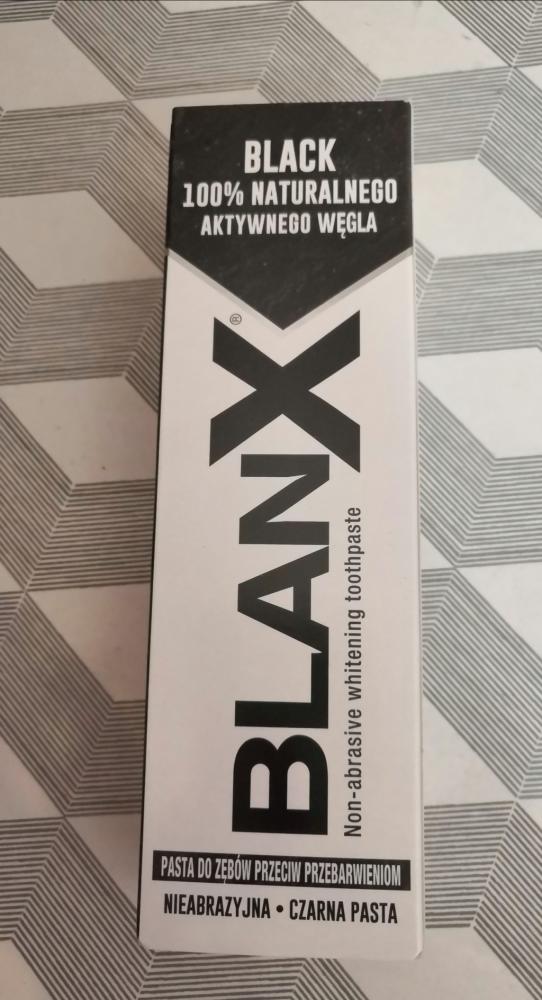 BLACK
100% NATURALNEGO
AKTYWNEGO WĘGLA
BLANX®
Non-abrasive whitening toothpaste
PASTA DO ZĘBÓW PRZECIW PRZEBARWIENIOM
NIEABRAZYJNA • CZARNA PASTA